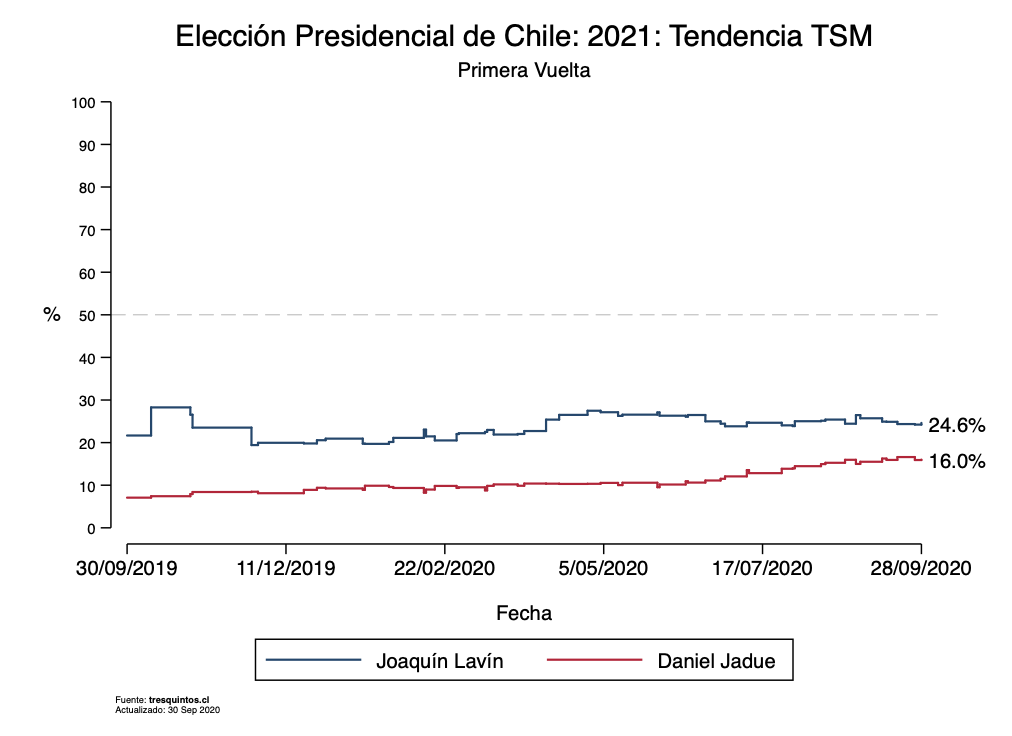 Elección Presidencial de Chile: 2021: Tendencia TSM
Primera Vuelta
100
90
80
70
60
% 50
40
30
20
10
0
24.6%
16.0%
30/09/2019 11/12/2019 22/02/2020 5/05/2020 17/07/2020 28/09/2020
Fecha
Joaquín Lavín Daniel Jadue
Fuente: tresquintos.cl
Actualizado: 30 Sep 2020